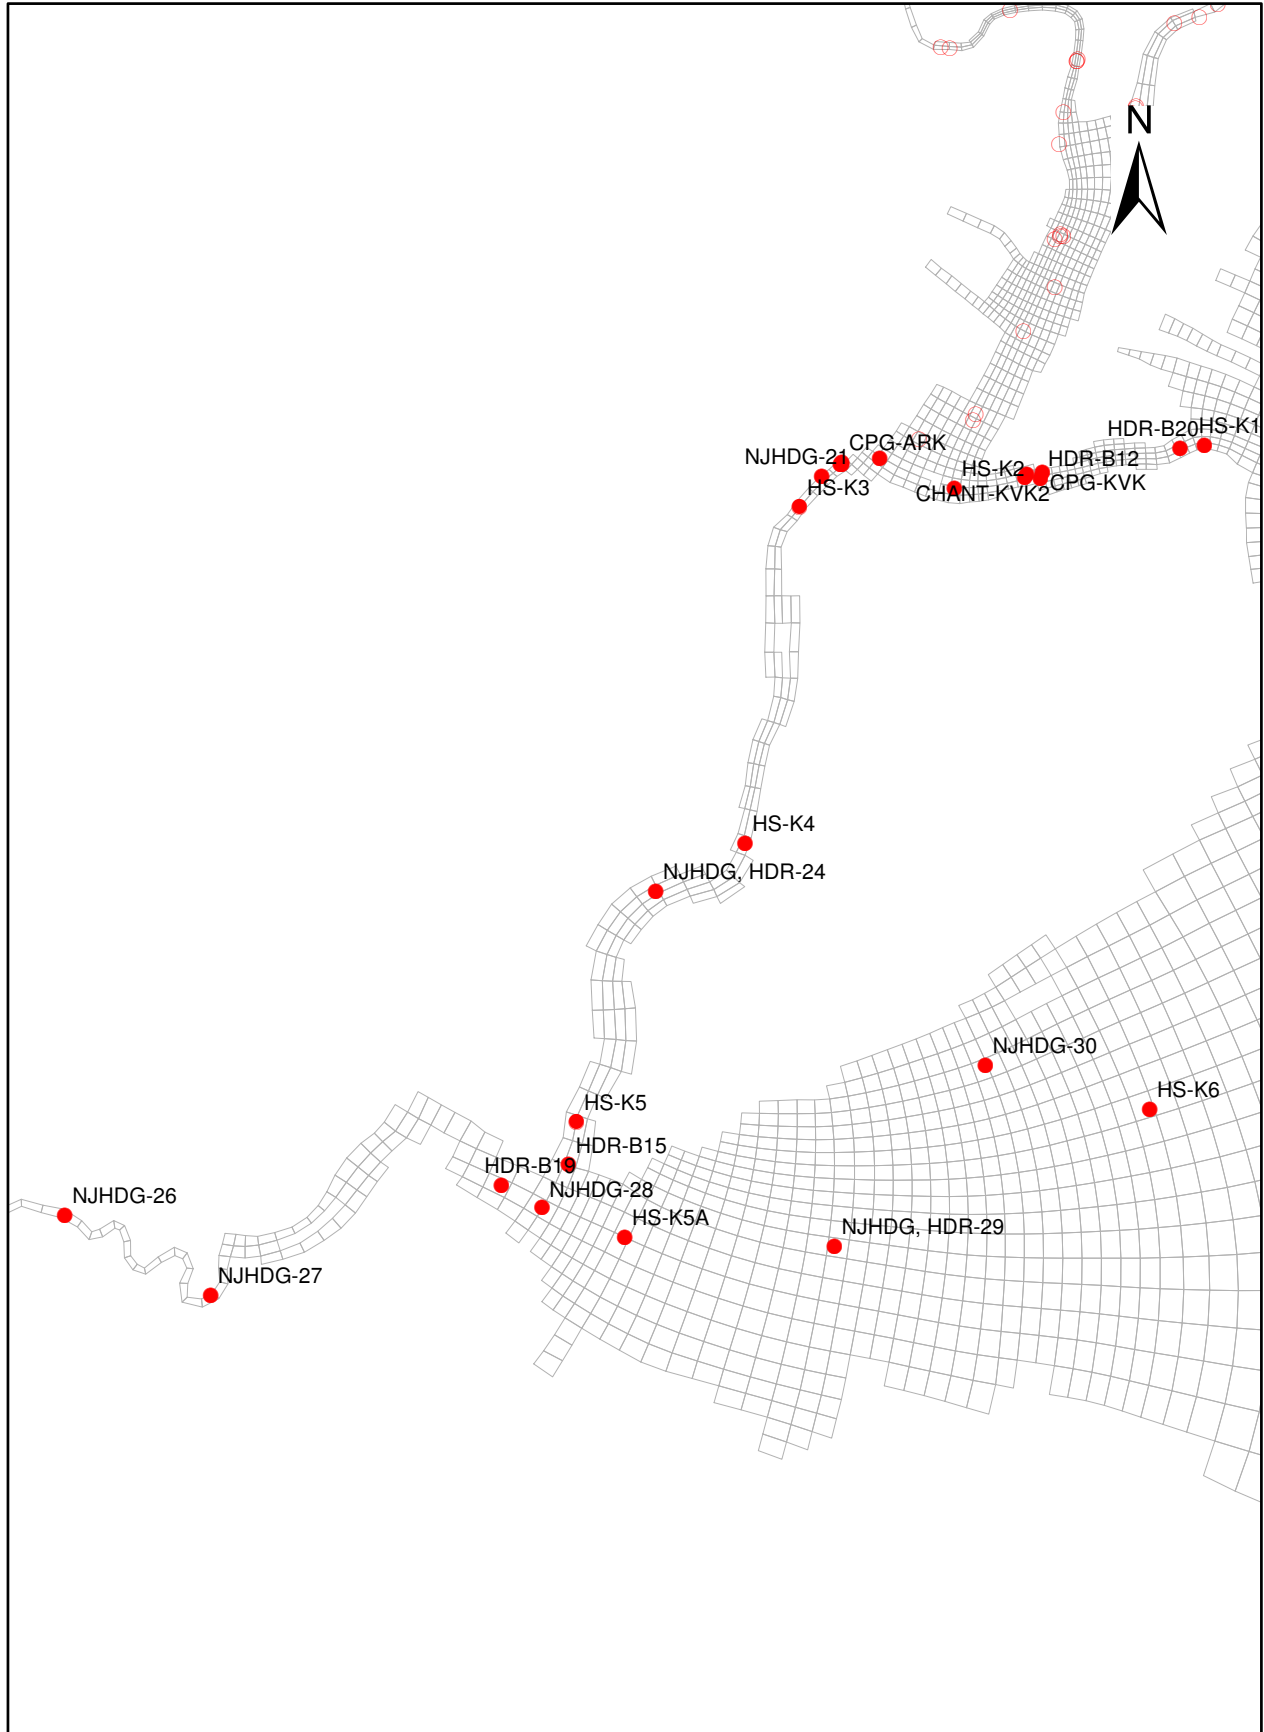 N
HDR-B20
HS-K1
CPG-ARK
NJHDG-21
HS-K2
HDR-B12
CPG-KVK
CHANT-KVK2
HS-K3
HS-K4
NJHDG, HDR-24
NJHDG-30
HS-K6
HS-K5
HDR-B15
HDR-B19
NJHDG-28
NJHDG-26
HS-K5A
NJHDG, HDR-29
NJHDG-27